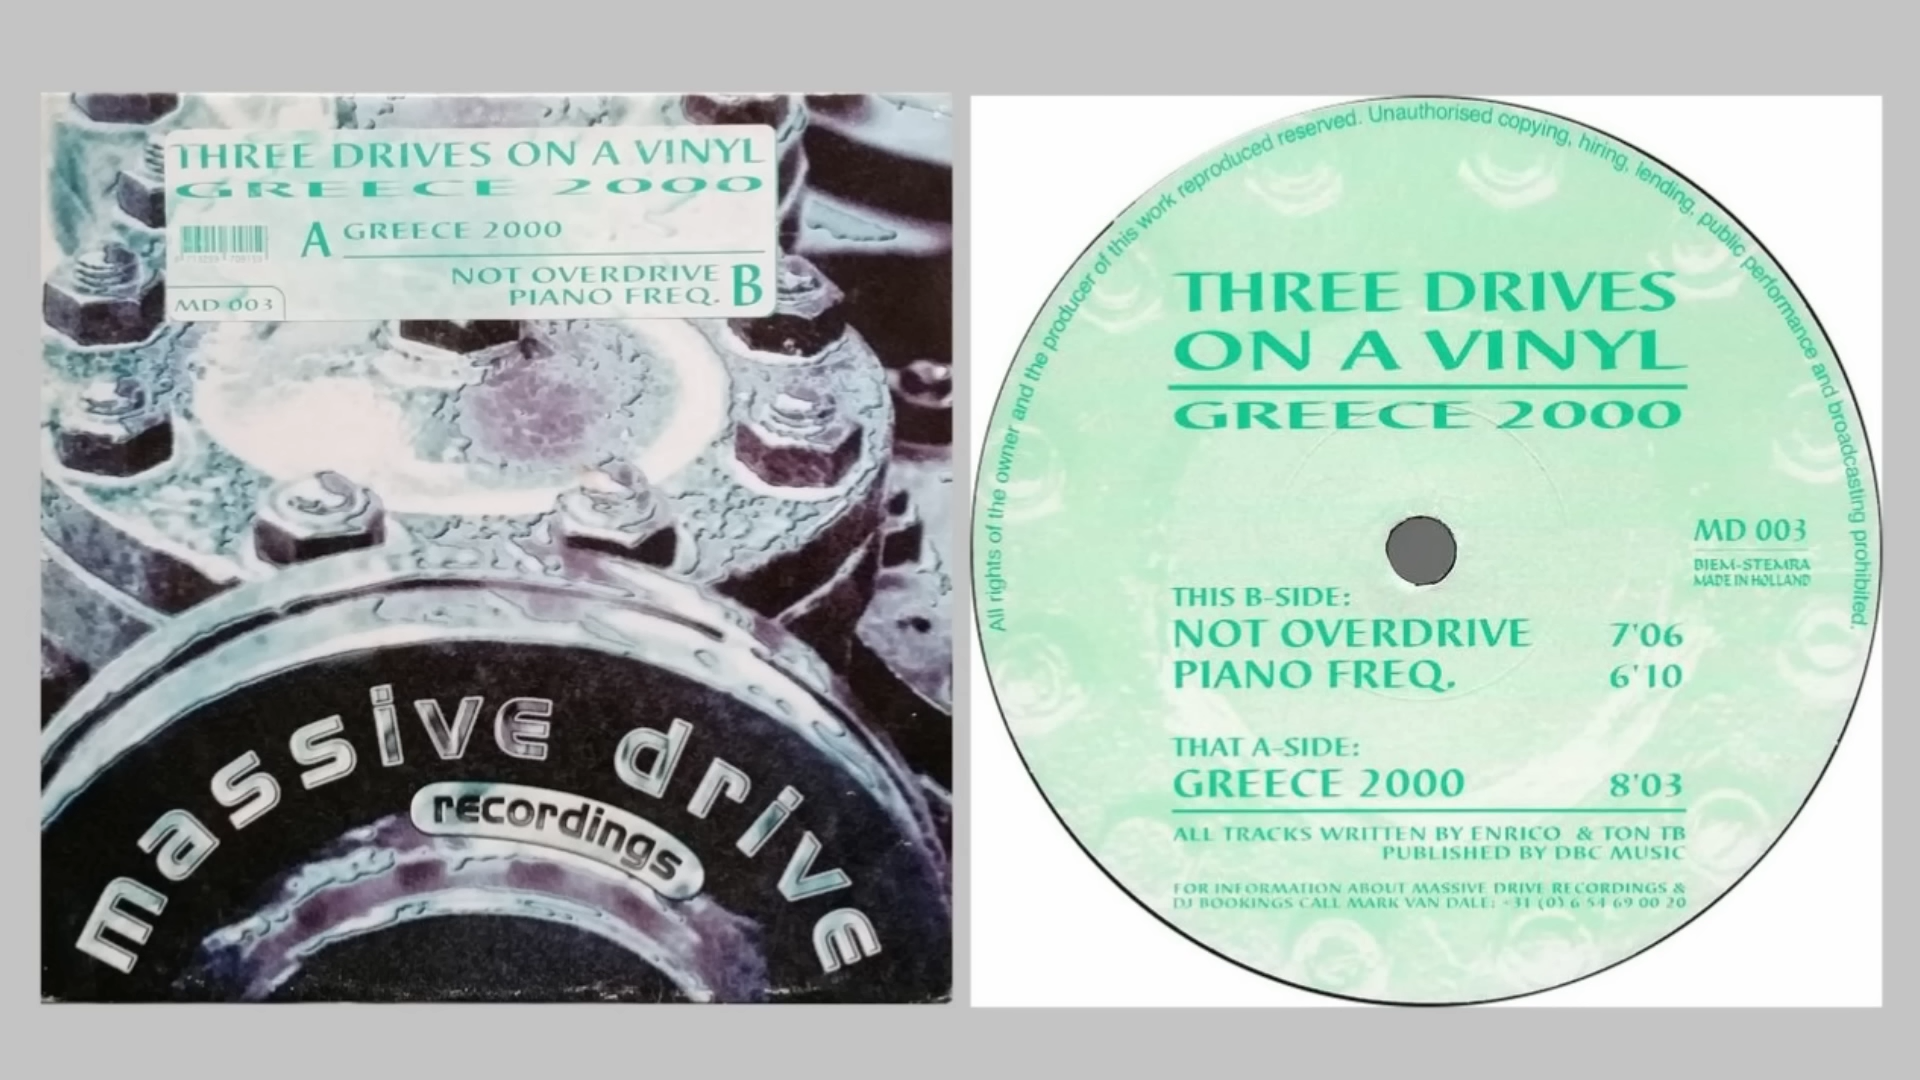 THREE DRIVES ON A VINYL
GREECE 2000
A GREECE 2000
NOT OVERDRIVE
PIANO FREQ. B
MD 003
massive drive
recordings
All rights of the owner and the producer of this work reproduced reserved. Unauthorised copying, hiring, lending, public performance and broadcasting prohibited.
THREE DRIVES
ON A VINYL
GREECE 2000
MD 003
BIEM-STEMRA
MADE IN HOLLAND
THIS B-SIDE:
NOT OVERDRIVE 7'06
PIANO FREQ. 6'10
THAT A-SIDE:
GREECE 2000 8'03
ALL TRACKS WRITTEN BY ENRICO & TON TB
PUBLISHED BY DBC MUSIC
FOR INFORMATION ABOUT MASSIVE DRIVE RECORDINGS &
DJ BOOKINGS CALL MARK VAN DALE: +31 (0) 6 54 69 00 20